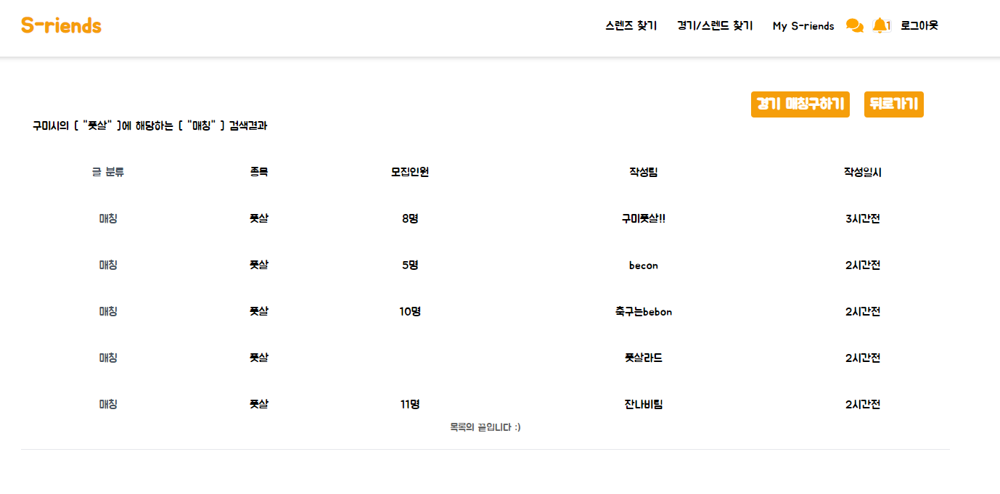 S-riends 스렌즈 찾기 경기/스렌드 찾기 My S-riends 1 로그아웃
경기 매칭구하기 뒤로가기
구미시의 [ "풋살" ]에 해당하는 [ "매칭" ] 검색결과
글 분류 종목 모집인원 작성팀 작성일시
매칭 풋살 8명 구미풋살!! 3시간전
매칭 풋살 5명 becon 2시간전
매칭 풋살 10명 축구는bebon 2시간전
매칭 풋살 풋살라드 2시간전
매칭 풋살 11명 잔나비팀 2시간전
목록의 끝입니다 :)